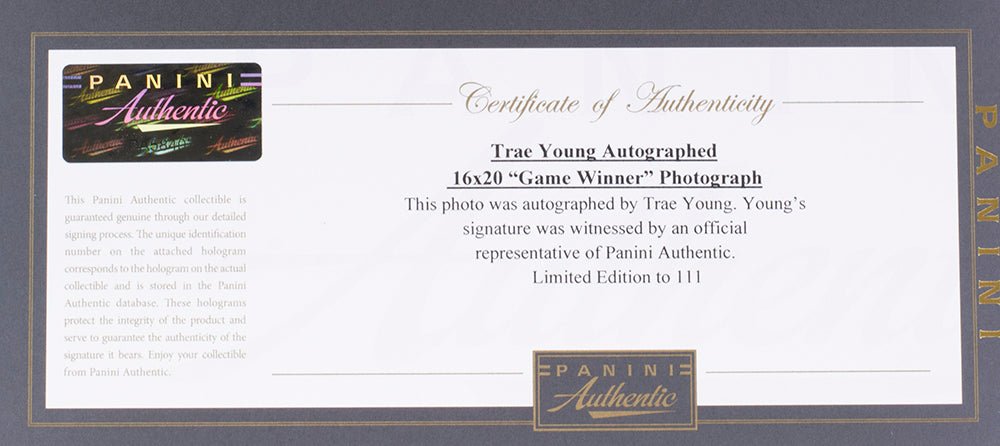 PANINI
Authentic
Certificate of Authenticity
Trae Young Autographed
16x20 “Game Winner” Photograph
This photo was autographed by Trae Young. Young’s
signature was witnessed by an official
representative of Panini Authentic.
Limited Edition to 111
This Panini Authentic collectible is
guaranteed genuine through our detailed
signing process. The unique identification
number on the attached hologram
corresponds to the hologram on the actual
collectible and is stored in the Panini
Authentic database. These holograms
protect the integrity of the product and
serve to guarantee the authenticity of the
signature it bears. Enjoy your collectible
from Panini Authentic.
PANINI
Authentic
PANINI